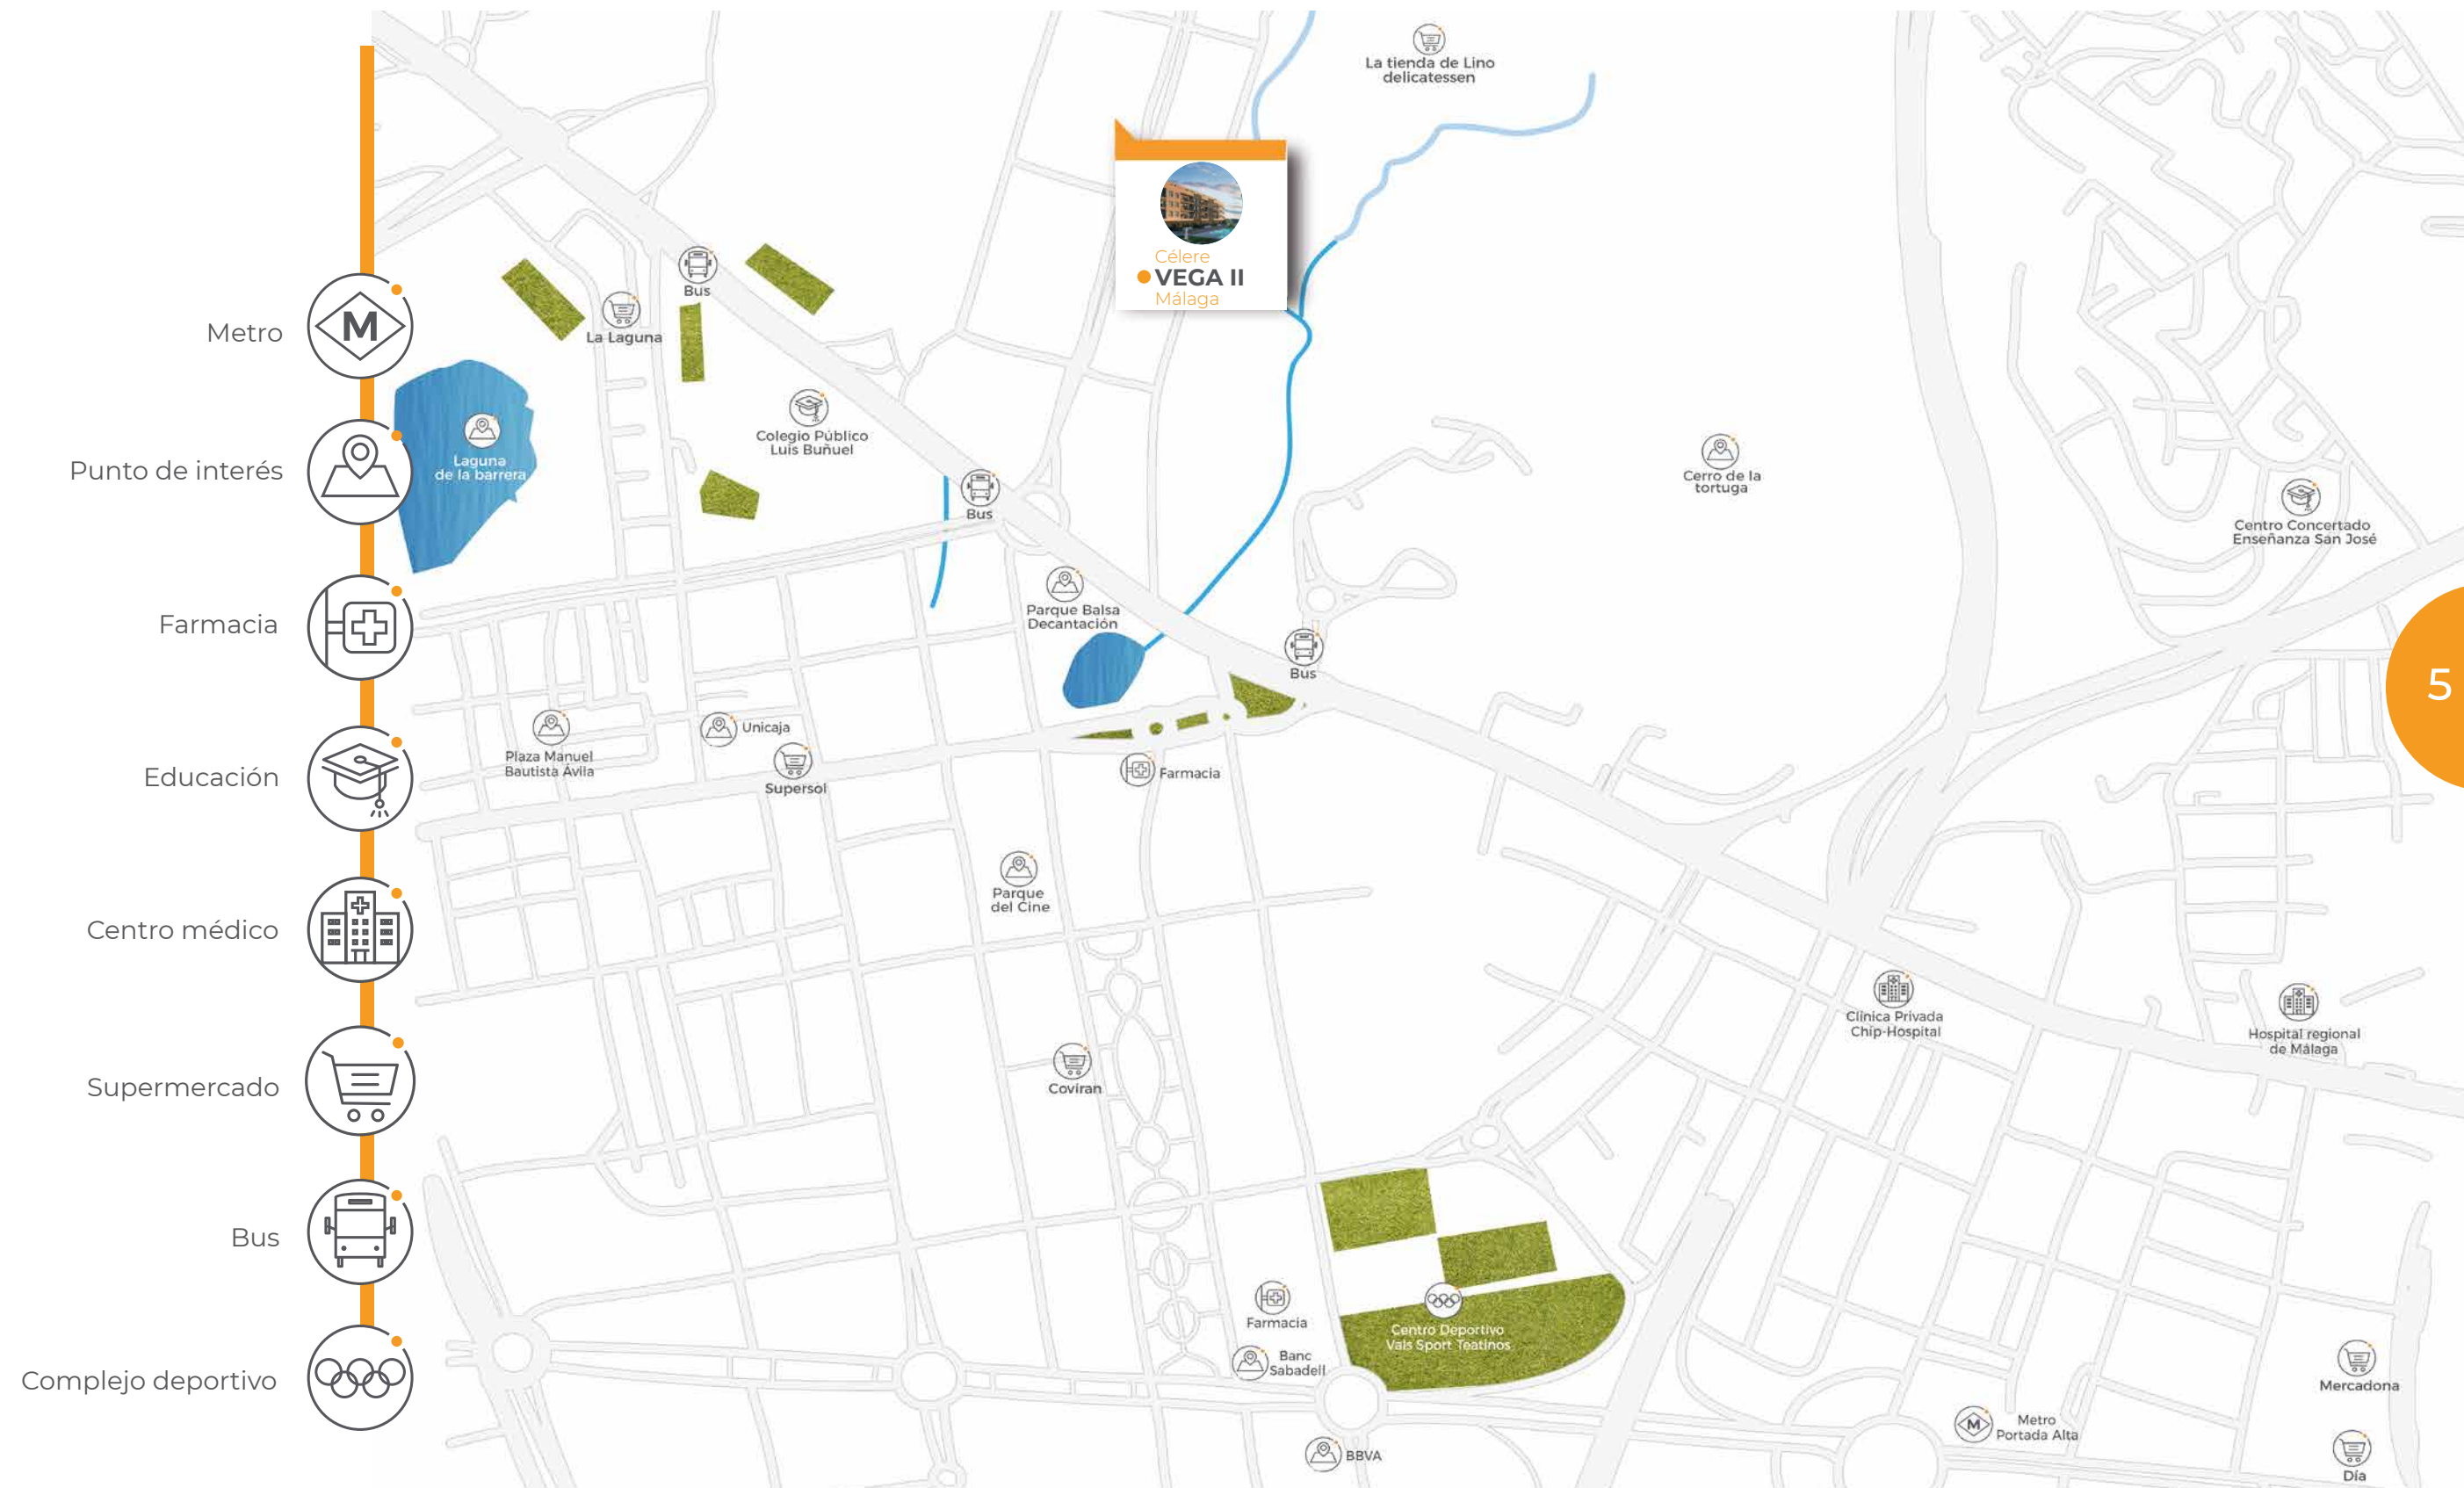 Metro
M
Punto de interés
Farmacia
Educación
Centro médico
Supermercado
Bus
Complejo deportivo
La tienda de Lino
delicatessen
Célere
VEGA II
Málaga
Bus
La Laguna
Laguna
de la barrera
Colegio Público
Luis Buñuel
Bus
Cerro de la
tortuga
Centro Concertado
Enseñanza San José
Parque Balsa
Decantación
Bus
5
Plaza Manuel
Bautista Ávila
Unicaja
Supersol
Farmacia
Parque
del Cine
Clínica Privada
Chip-Hospital
Hospital regional
de Málaga
Coviran
Farmacia
Banc
Sabadell
Centro Deportivo
Vals Sport Teatinos
BBVA
M
Metro
Portada Alta
Mercadona
Día